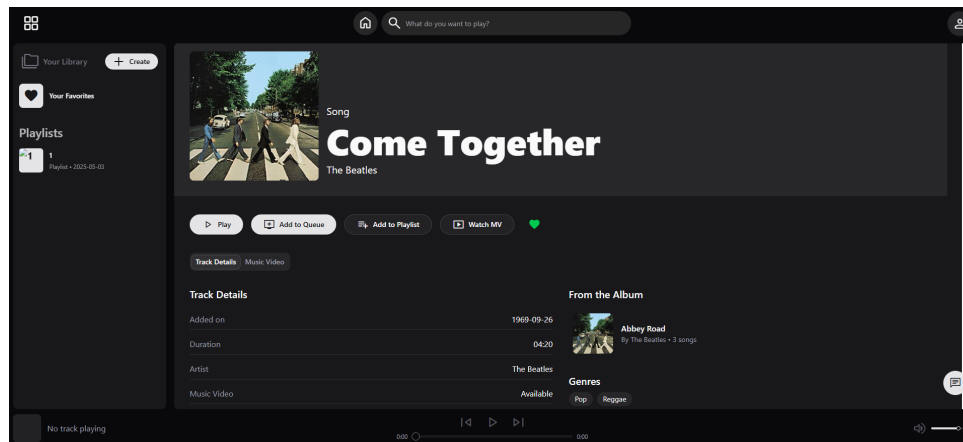 What do you want to play?
Your Library
Create
Your Favorites
Playlists
1
1
Playlist • 2025-05-03
Song
Come Together
The Beatles
Play
Add to Queue
Add to Playlist
Watch MV
Track Details
Music Video
Track Details
Added on 1969-09-26
Duration 04:20
Artist The Beatles
Music Video Available
From the Album
Abbey Road
By The Beatles • 3 songs
Genres
Pop
Reggae
No track playing
0:00
0:00